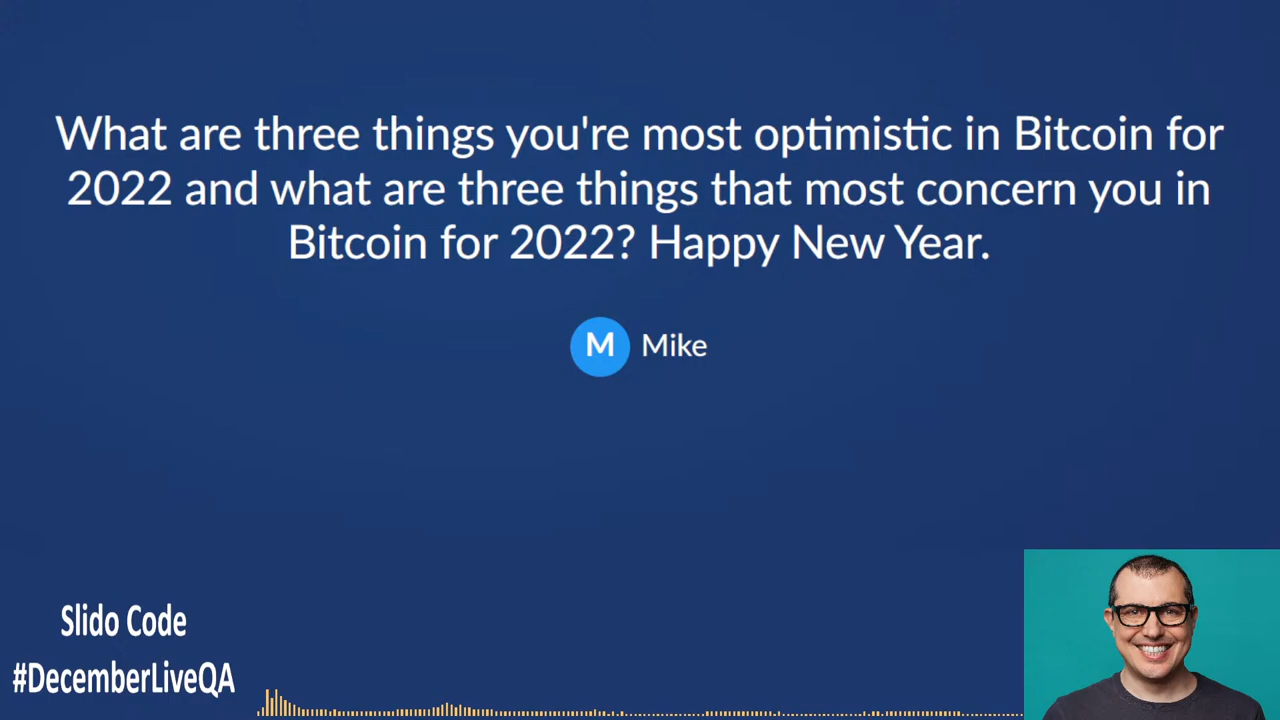 What are three things you're most optimistic in Bitcoin for
2022 and what are three things that most concern you in
Bitcoin for 2022? Happy New Year.
M Mike
Slido Code
#DecemberLiveQA